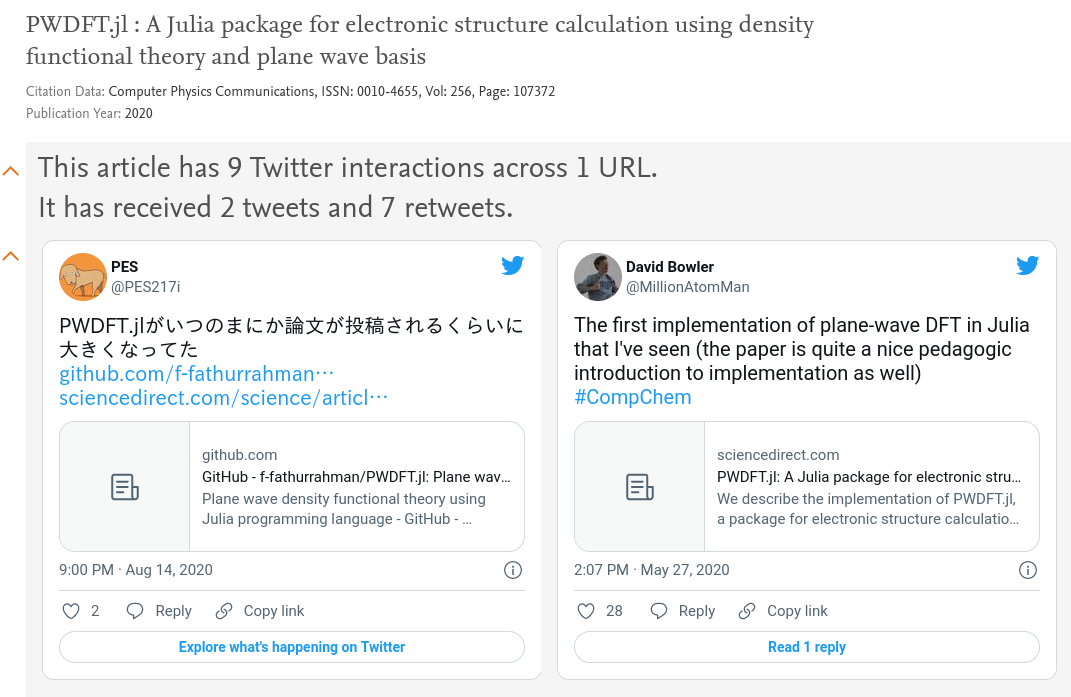 PWDFT.jl : A Julia package for electronic structure calculation using density
functional theory and plane wave basis
Citation Data: Computer Physics Communications, ISSN: 0010-4655, Vol: 256, Page: 107372
Publication Year: 2020
This article has 9 Twitter interactions across 1 URL.
It has received 2 tweets and 7 retweets.
PES
@PES217i
PWDFT.jlがいつのまにか論文が投稿されるくらいに
大きくなってた
github.com/f-fathurrahman…
sciencedirect.com/science/articl…
github.com
GitHub - f-fathurrahman/PWDFT.jl: Plane wav...
Plane wave density functional theory using
Julia programming language - GitHub - ...
9:00 PM · Aug 14, 2020
2 Reply Copy link
Explore what's happening on Twitter
David Bowler
@MillionAtomMan
The first implementation of plane-wave DFT in Julia
that I've seen (the paper is quite a nice pedagogic
introduction to implementation as well)
#CompChem
sciencedirect.com
PWDFT.jl: A Julia package for electronic stru...
We describe the implementation of PWDFT.jl,
a package for electronic structure calculatio...
2:07 PM · May 27, 2020
28 Reply Copy link
Read 1 reply